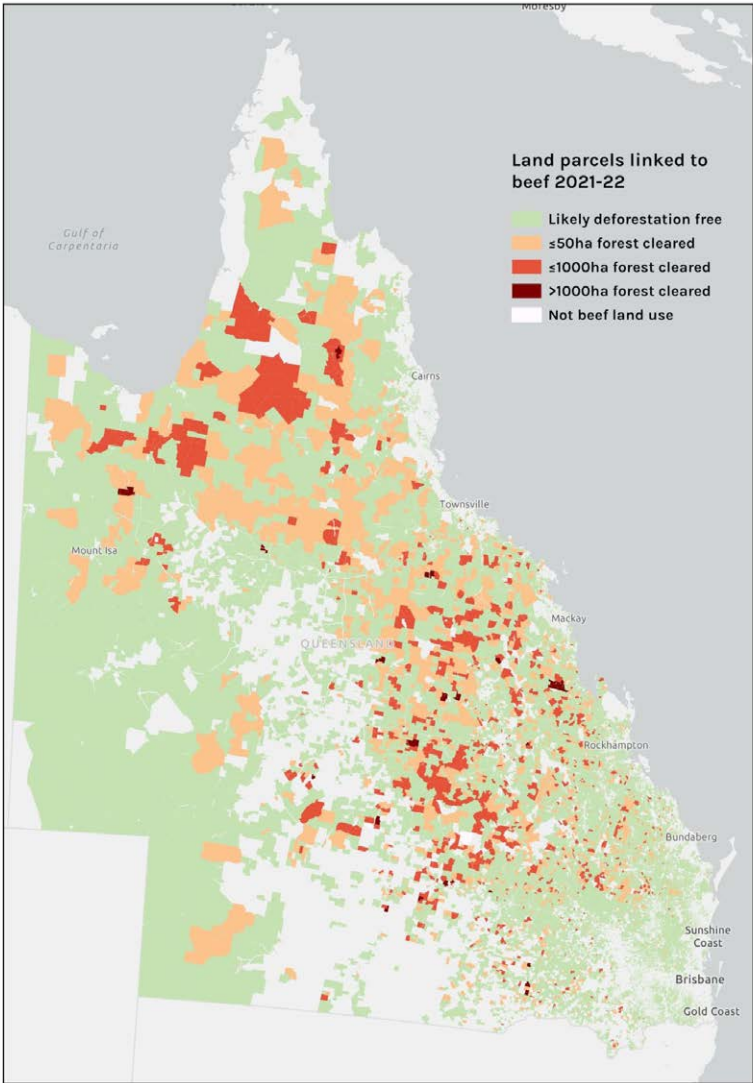 Moresby
Land parcels linked to
beef 2021-22
Likely deforestation free
≤50ha forest cleared
≤1000ha forest cleared
>1000ha forest cleared
Not beef land use
Gulf of
Carpentaria
Cairns
Townsville
Mount Isa
Mackay
QUEENSLAND
Rockhampton
Bundaberg
Sunshine
Coast
Brisbane
Gold Coast